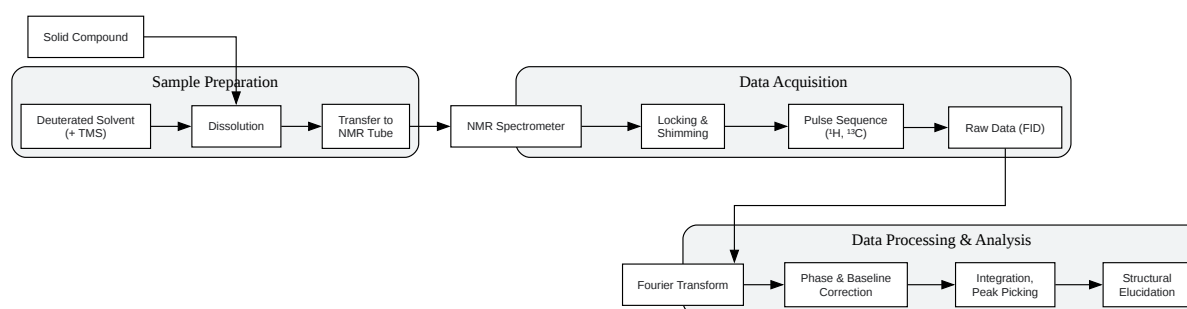 Solid Compound
Sample Preparation
Deuterated Solvent
(+ TMS)
Dissolution
Transfer to
NMR Tube
Data Acquisition
NMR Spectrometer
Locking &
Shimming
Pulse Sequence
(¹H, ¹³C)
Raw Data (FID)
Data Processing & Analysis
Fourier Transform
Phase & Baseline
Correction
Integration,
Peak Picking
Structural
Elucidation